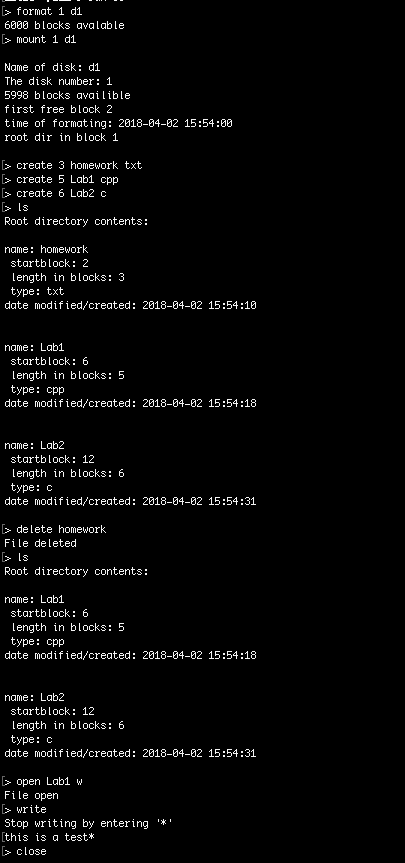 > format 1 d1
6000 blocks avalable
> mount 1 d1
Name of disk: d1
The disk number: 1
5998 blocks availible
first free block 2
time of formating: 2018-04-02 15:54:00
root dir in block 1
> create 3 homework txt
> create 5 Lab1 cpp
> create 6 Lab2 c
> ls
Root directory contents:
name: homework
startblock: 2
length in blocks: 3
type: txt
date modified/created: 2018-04-02 15:54:10
name: Lab1
startblock: 6
length in blocks: 5
type: cpp
date modified/created: 2018-04-02 15:54:18
name: Lab2
startblock: 12
length in blocks: 6
type: c
date modified/created: 2018-04-02 15:54:31
> delete homework
File deleted
> ls
Root directory contents:
name: Lab1
startblock: 6
length in blocks: 5
type: cpp
date modified/created: 2018-04-02 15:54:18
name: Lab2
startblock: 12
length in blocks: 6
type: c
date modified/created: 2018-04-02 15:54:31
> open Lab1 w
File open
> write
Stop writing by entering '*'
this is a test*
> close